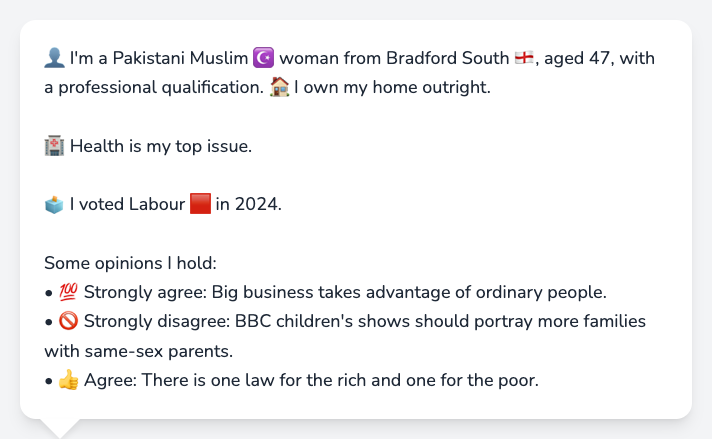 👤 I'm a Pakistani Muslim ☪️ woman from Bradford South 🏴󠁧󠁢󠁥󠁮󠁧󠁿, aged 47, with
a professional qualification. 🏠 I own my home outright.
🏥 Health is my top issue.
🗳️ I voted Labour 🟥 in 2024.
Some opinions I hold:
• 💯 Strongly agree: Big business takes advantage of ordinary people.
• 🚫 Strongly disagree: BBC children's shows should portray more families
with same-sex parents.
• 👍 Agree: There is one law for the rich and one for the poor.